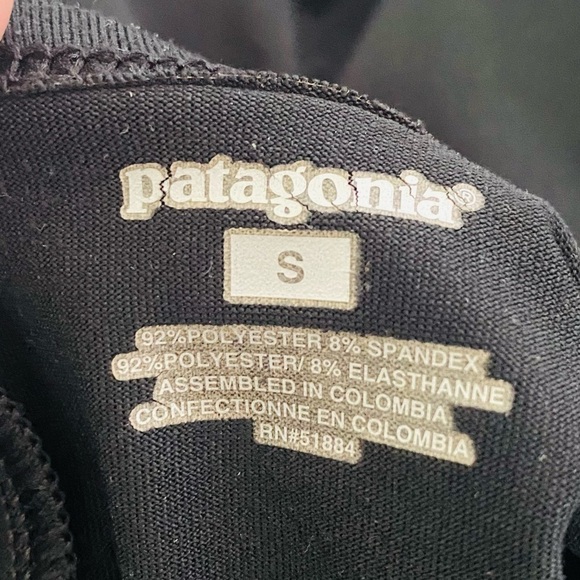 patagonia®
S
92%POLYESTER 8% SPANDEX
92%POLYESTER/ 8% ELASTHANNE
ASSEMBLED IN COLOMBIA
CONFECTIONNE EN COLOMBIA
RN#51884